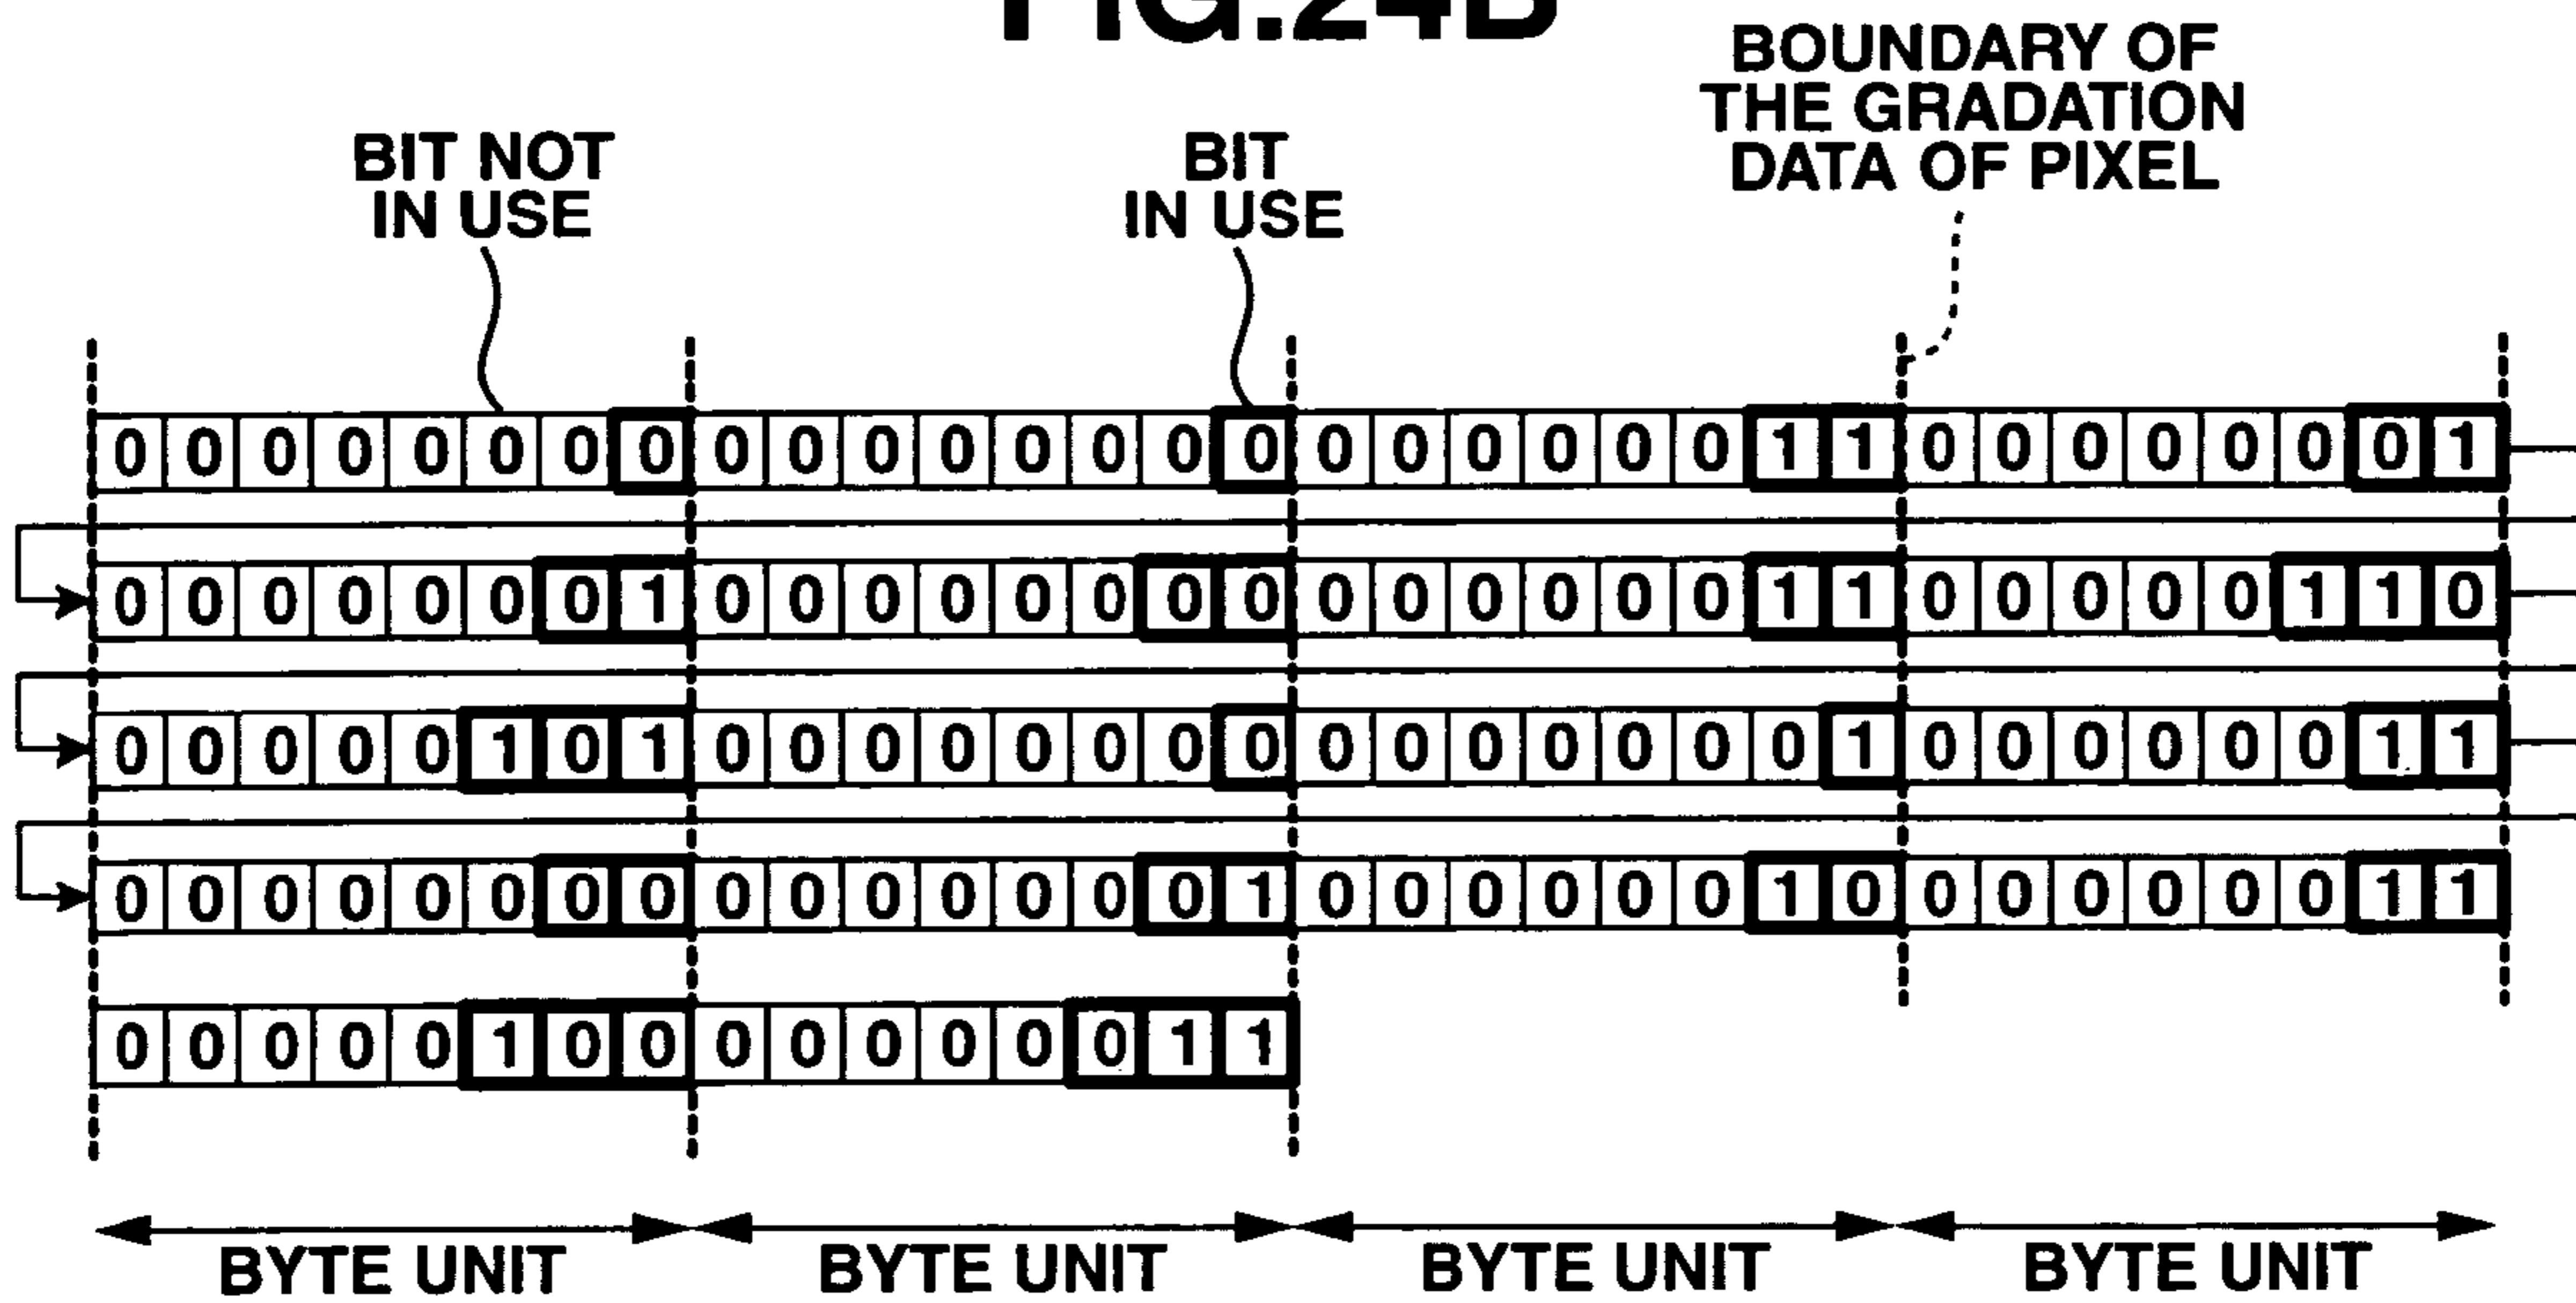 FIG.24B
BOUNDARY OF
THE GRADATION
DATA OF PIXEL
BIT NOT
IN USE
BIT
IN USE
0 0 0 0 0 0 0 0 0 0 0 0 0 0 0 0 0 0 0 0 0 0 1 1 0 0 0 0 0 0 0 1
0 0 0 0 0 0 0 1 0 0 0 0 0 0 0 0 0 0 0 0 0 0 1 1 0 0 0 0 0 1 1 0
0 0 0 0 0 1 0 1 0 0 0 0 0 0 0 0 0 0 0 0 0 0 0 1 0 0 0 0 0 0 1 1
0 0 0 0 0 0 0 0 0 0 0 0 0 0 0 1 0 0 0 0 0 0 1 0 0 0 0 0 0 0 1 1
0 0 0 0 0 1 0 0 0 0 0 0 0 0 1 1
BYTE UNIT BYTE UNIT BYTE UNIT BYTE UNIT